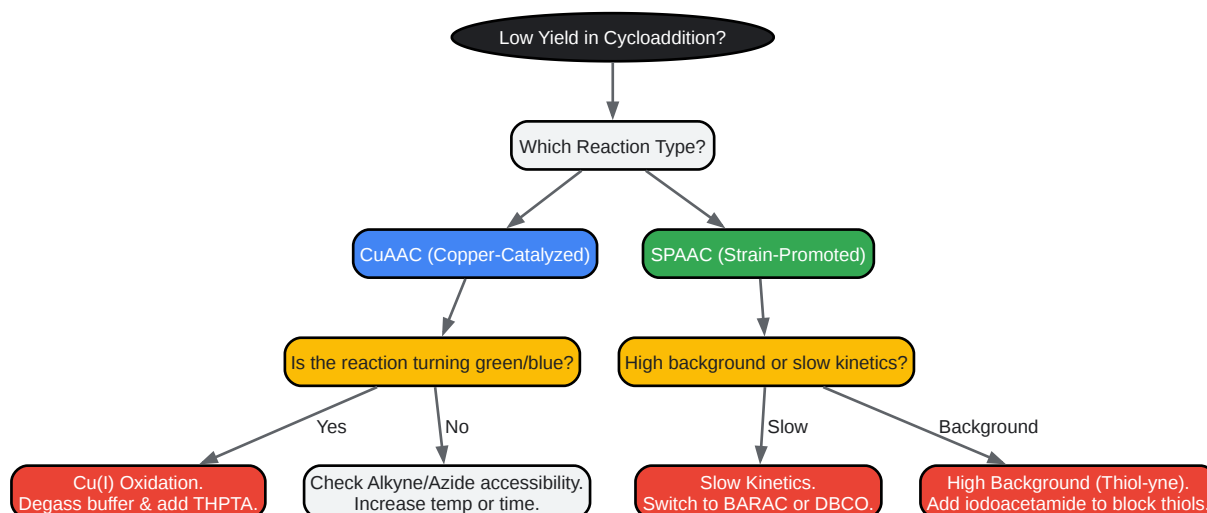 Low Yield in Cycloaddition?
Which Reaction Type?
CuAAC (Copper-Catalyzed)
SPAAC (Strain-Promoted)
Is the reaction turning green/blue?
High background or slow kinetics?
Yes
No
Slow
Background
Cu(I) Oxidation.
Degass buffer & add THPTA.
Check Alkyne/Azide accessibility.
Increase temp or time.
Slow Kinetics.
Switch to BARAC or DBCO.
High Background (Thiol-yne).
Add iodoacetamide to block thiols.